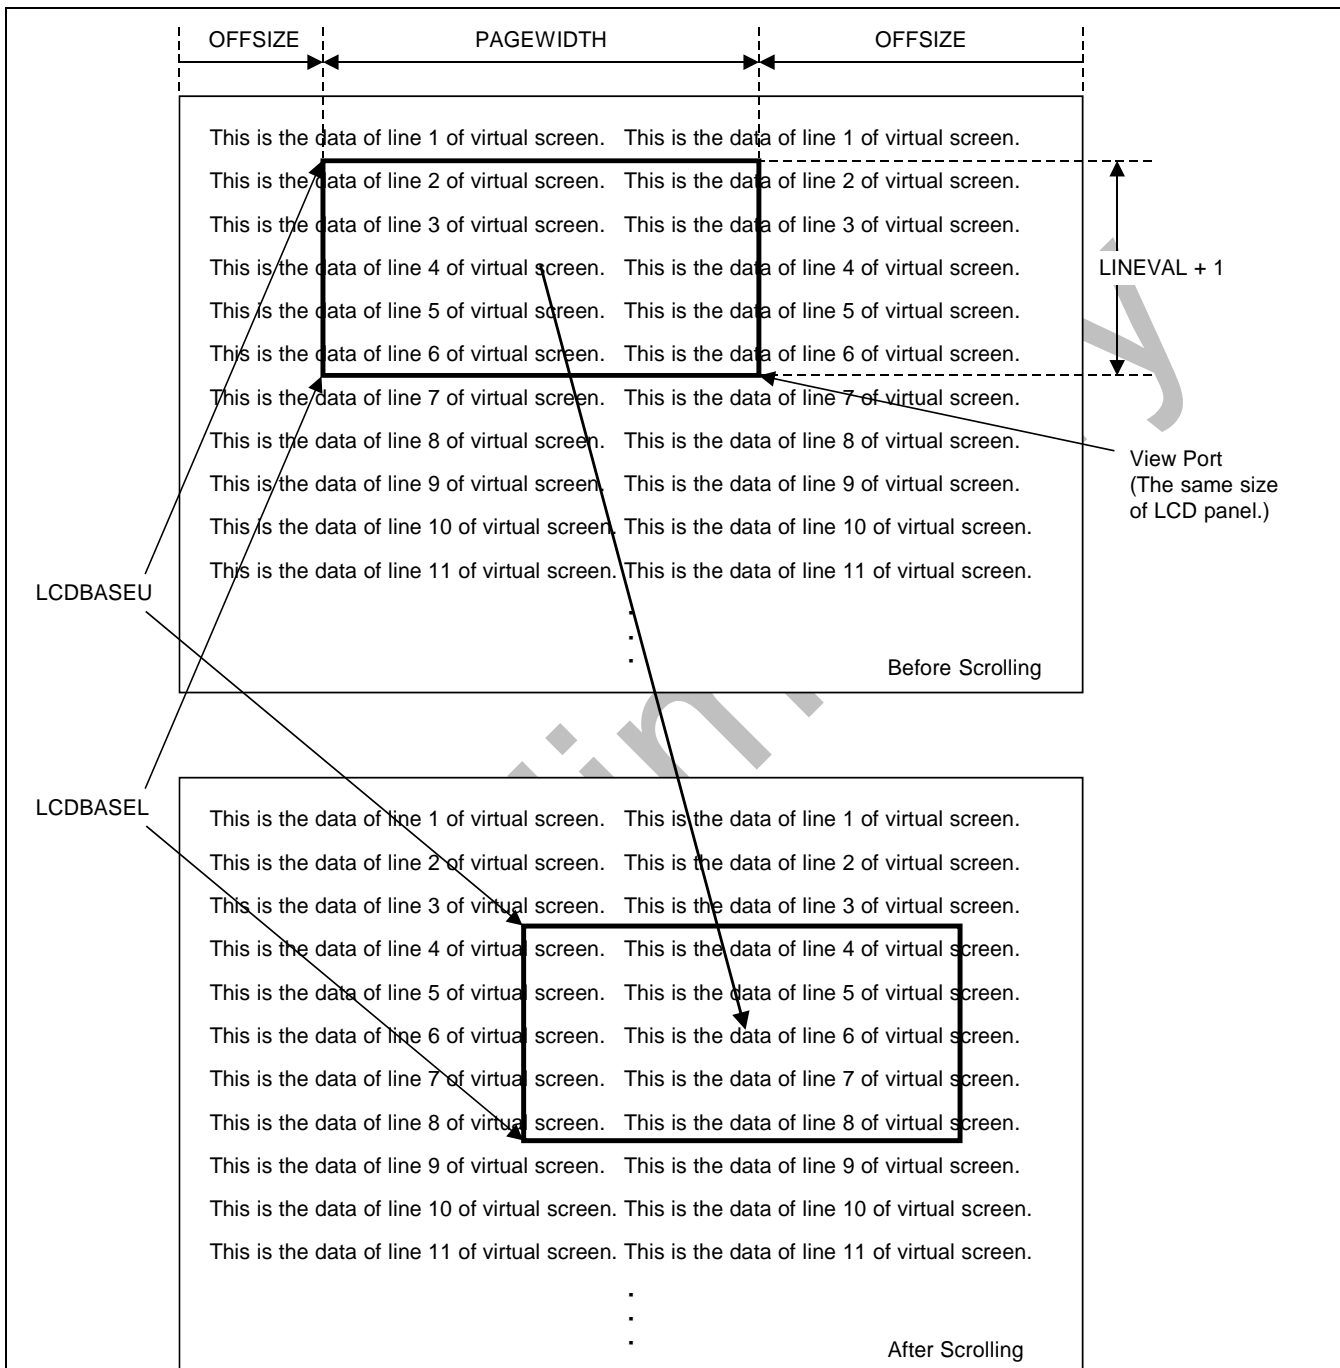 OFFSIZE PAGEWIDTH OFFSIZE
This is the data of line 1 of virtual screen. This is the data of line 1 of virtual screen.
This is the data of line 2 of virtual screen. This is the data of line 2 of virtual screen.
This is the data of line 3 of virtual screen. This is the data of line 3 of virtual screen.
This is the data of line 4 of virtual screen. This is the data of line 4 of virtual screen.
LINEVAL + 1
This is the data of line 5 of virtual screen. This is the data of line 5 of virtual screen.
This is the data of line 6 of virtual screen. This is the data of line 6 of virtual screen.
This is the data of line 7 of virtual screen. This is the data of line 7 of virtual screen.
This is the data of line 8 of virtual screen. This is the data of line 8 of virtual screen.
View Port
(The same size
of LCD panel.)
This is the data of line 9 of virtual screen. This is the data of line 9 of virtual screen.
This is the data of line 10 of virtual screen. This is the data of line 10 of virtual screen.
This is the data of line 11 of virtual screen. This is the data of line 11 of virtual screen.
LCDBASEU
Before Scrolling
LCDBASEL
This is the data of line 1 of virtual screen. This is the data of line 1 of virtual screen.
This is the data of line 2 of virtual screen. This is the data of line 2 of virtual screen.
This is the data of line 3 of virtual screen. This is the data of line 3 of virtual screen.
This is the data of line 4 of virtual screen. This is the data of line 4 of virtual screen.
This is the data of line 5 of virtual screen. This is the data of line 5 of virtual screen.
This is the data of line 6 of virtual screen. This is the data of line 6 of virtual screen.
This is the data of line 7 of virtual screen. This is the data of line 7 of virtual screen.
This is the data of line 8 of virtual screen. This is the data of line 8 of virtual screen.
This is the data of line 9 of virtual screen. This is the data of line 9 of virtual screen.
This is the data of line 10 of virtual screen. This is the data of line 10 of virtual screen.
This is the data of line 11 of virtual screen. This is the data of line 11 of virtual screen.
After Scrolling